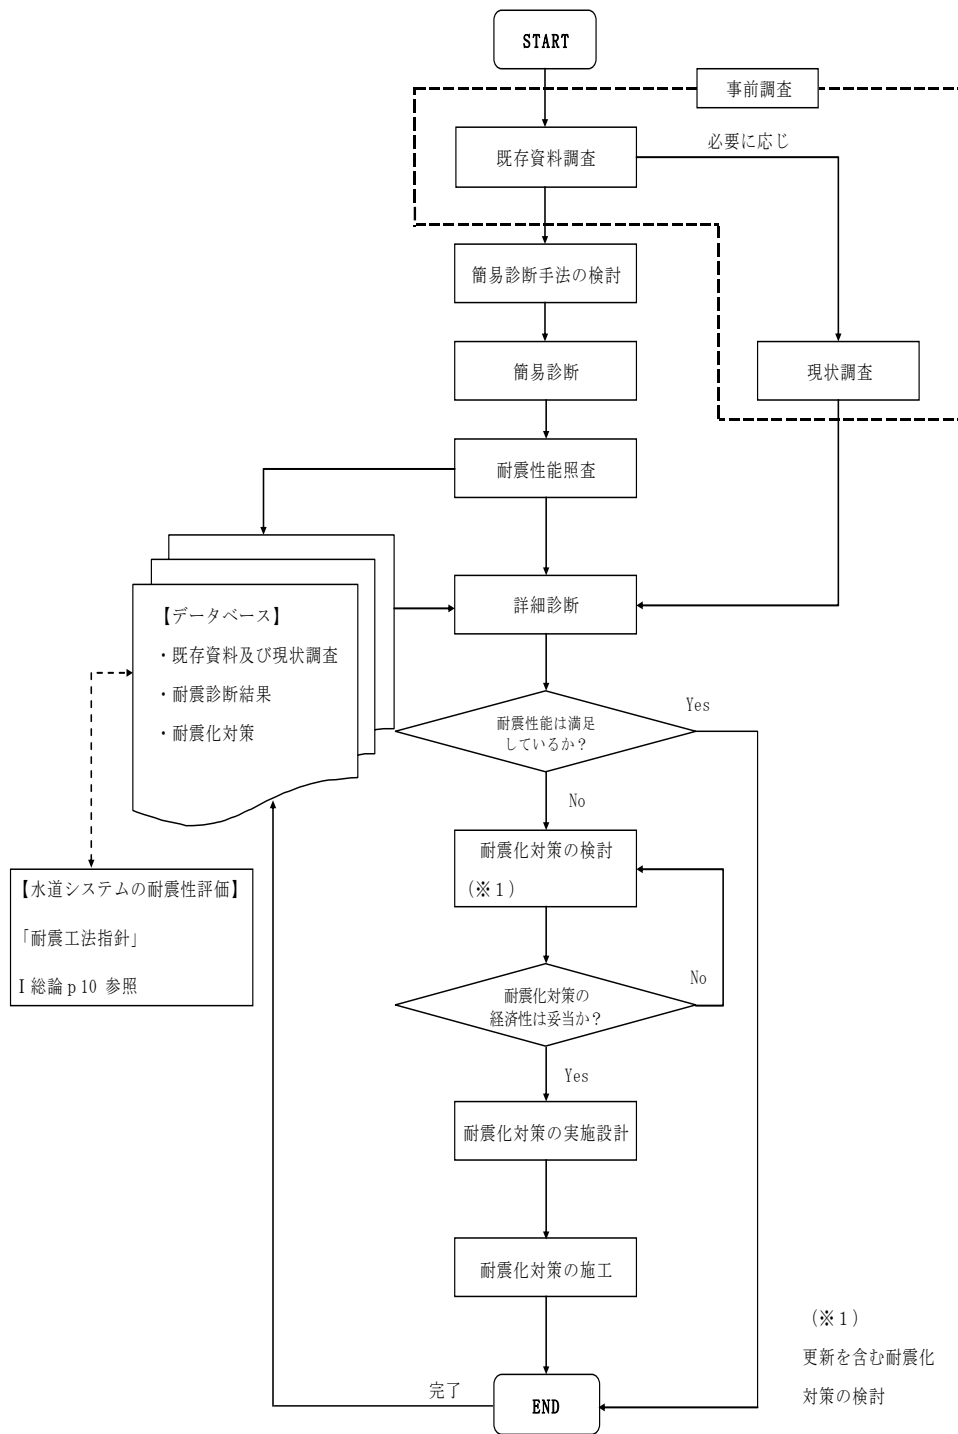 START
事前調査
既存資料調査
必要に応じ
簡易診断手法の検討
簡易診断
現状調査
耐震性能照査
詳細診断
【データベース】
・既存資料及び現状調査
・耐震診断結果
・耐震化対策
耐震性能は満足
しているか？
Yes
No
耐震化対策の検討
（※１）
【水道システムの耐震性評価】
「耐震工法指針」
Ⅰ総論ｐ10 参照
耐震化対策の
経済性は妥当か？
No
Yes
耐震化対策の実施設計
耐震化対策の施工
（※１）
更新を含む耐震化
対策の検討
完了
END